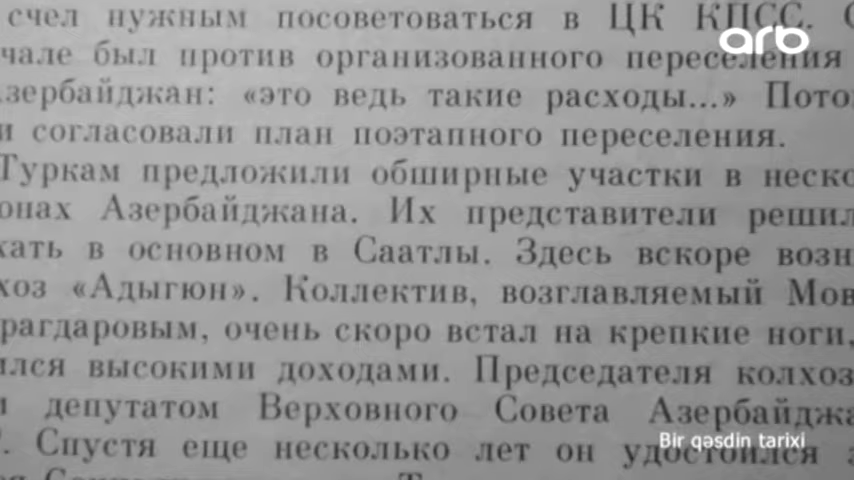 счел нужным посоветоваться в ЦК КПСС.
arb
чале был против организованного переселения
зербайджан: «это ведь такие расходы...» Пото
и согласовали план поэтапного переселения.
Туркам предложили обширные участки в неско
онах Азербайджана. Их представители решил
хать в основном в Саатлы. Здесь вскоре возн
хоз «Адыгюн». Коллектив, возглавляемый Мов
рагдаровым, очень скоро встал на крепкие ноги,
ился высокими доходами. Председателя колхоз
и депутатом Верховного Совета Азербайджа
. Спустя еще несколько лет он удостоился
Bir qəsdin tarixi